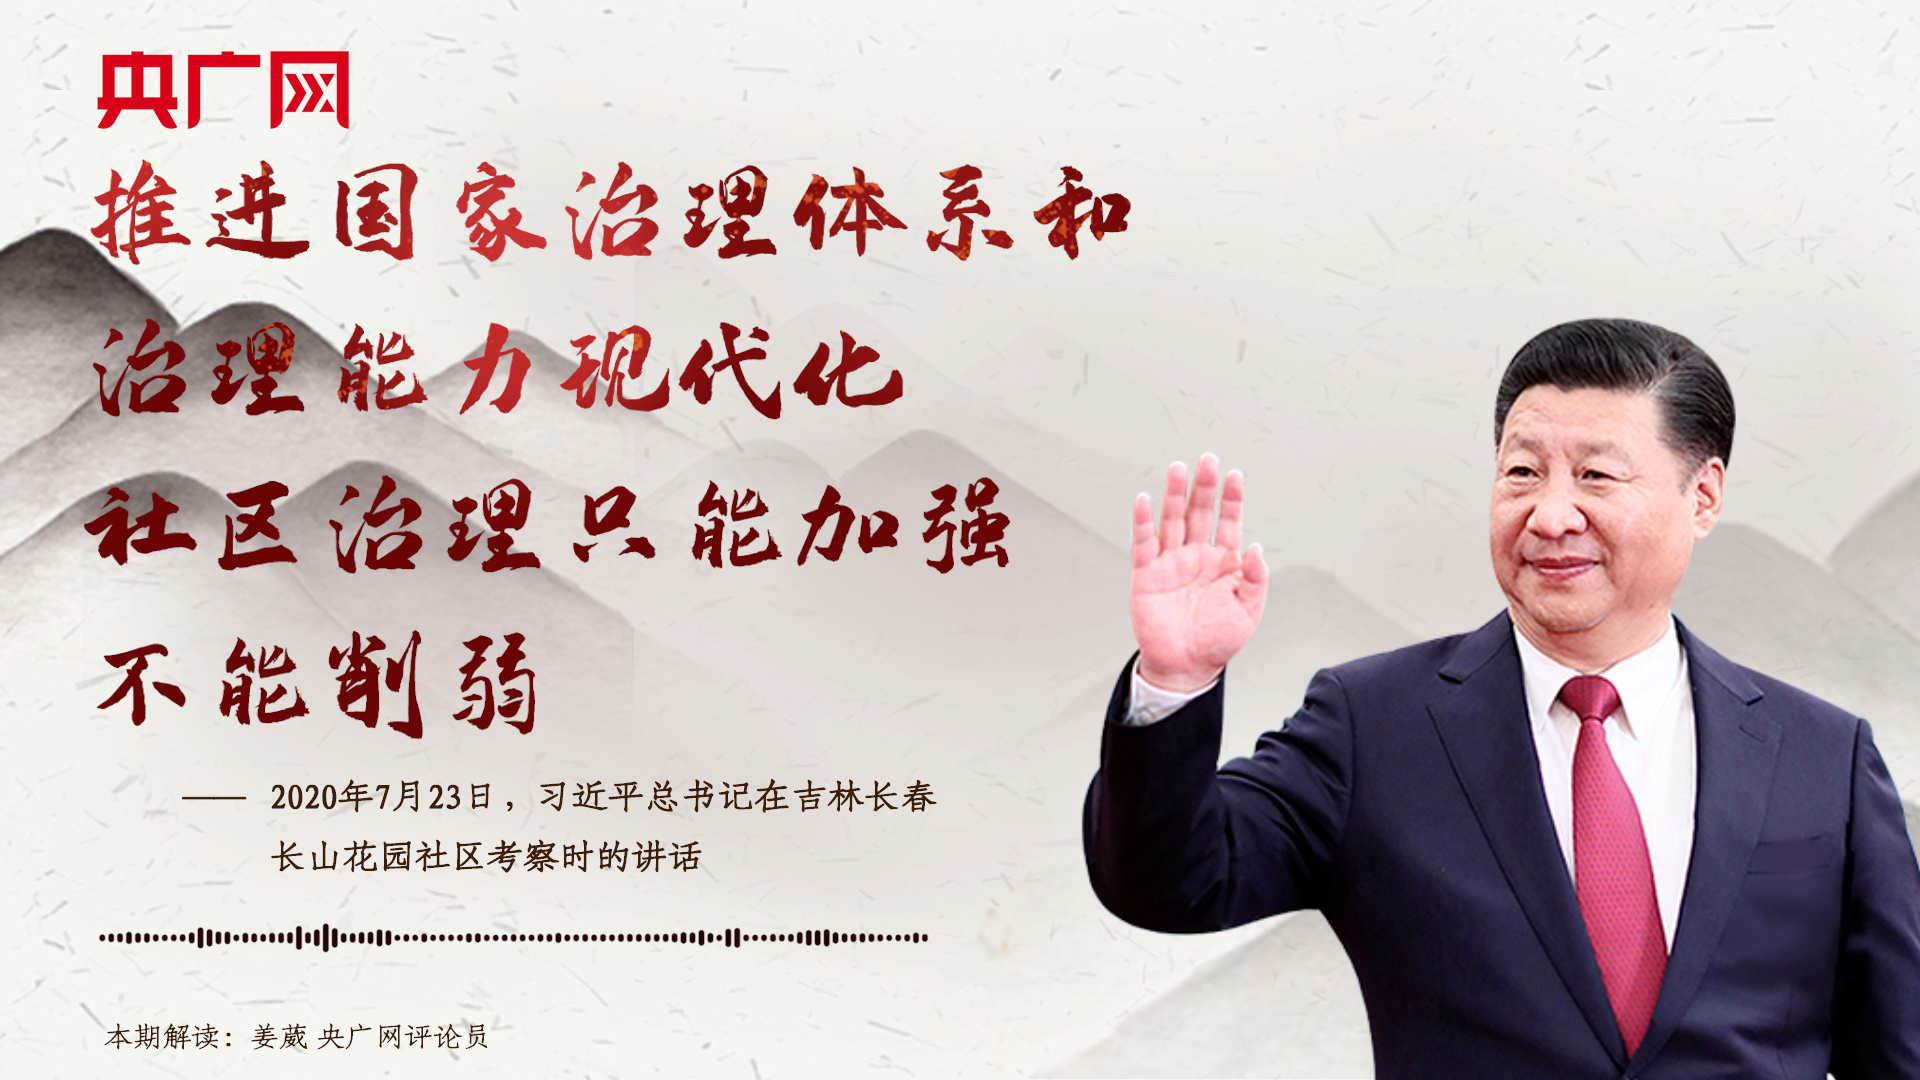 央广网
推进国家治理体系和
治理能力现代化
社区治理只能加强
不能削弱
—— 2020年7月23日，习近平总书记在吉林长春
长山花园社区考察时的讲话
本期解读：姜葳 央广网评论员